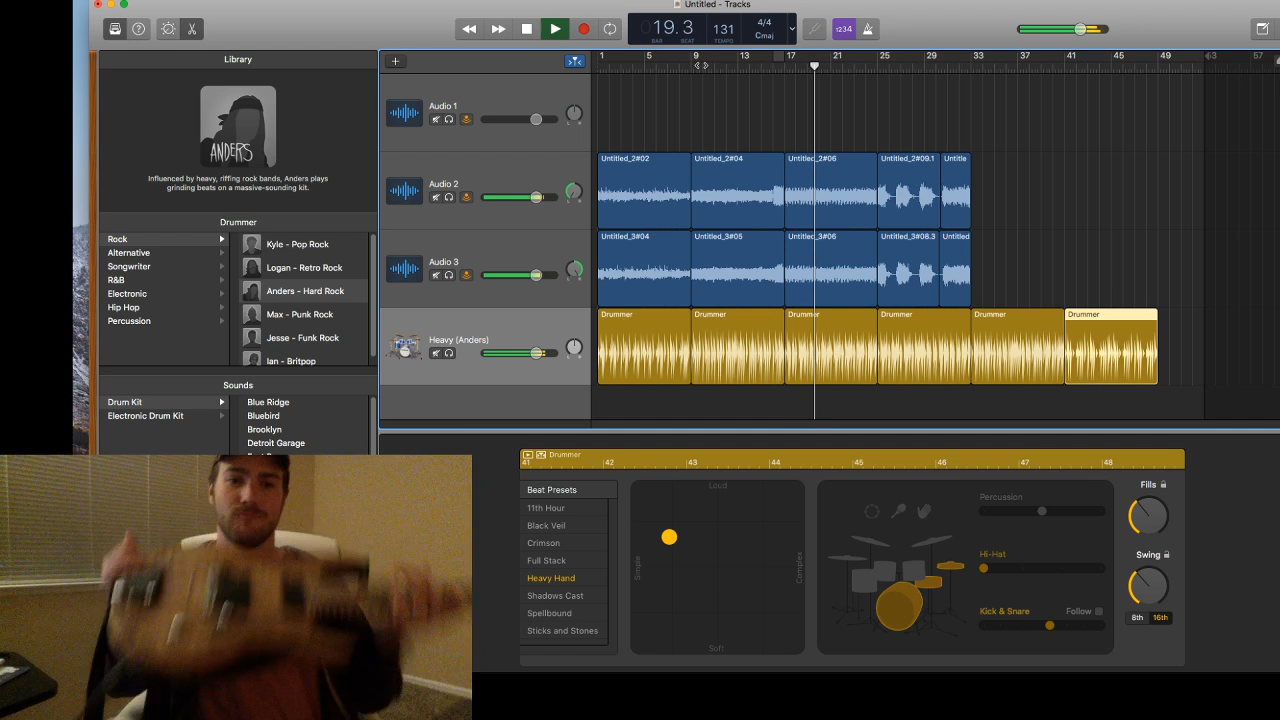 Untitled - Tracks
19.3
BAR BEAT
131
TEMPO
4/4
Cmaj
1234
Library
1 5 9 13 17 21 25 29 33 37 41 45 49 53 57
ANDERS
Influenced by heavy, riffing rock bands, Anders plays
grinding beats on a massive-sounding kit.
Drummer
Rock
Alternative
Songwriter
R&B
Electronic
Hip Hop
Percussion
Kyle - Pop Rock
Logan - Retro Rock
Anders - Hard Rock
Max - Punk Rock
Jesse - Funk Rock
Ian - Britpop
Sounds
Drum Kit
Electronic Drum Kit
Blue Ridge
Bluebird
Brooklyn
Detroit Garage
Audio 1
L R
Audio 2
L R
Untitled_2#02
Untitled_2#04
Untitled_2#06
Untitled_2#09.1
Untitle
Audio 3
L R
Untitled_3#04
Untitled_3#05
Untitled_3#06
Untitled_3#08.3
Untitled
Heavy (Anders)
L R
Drummer
Drummer
Drummer
Drummer
Drummer
Drummer
Drummer
41 42 43 44 45 46 47 48
Beat Presets
11th Hour
Black Veil
Crimson
Full Stack
Heavy Hand
Shadows Cast
Spellbound
Sticks and Stones
Loud
Simple
Complex
Soft
Percussion
Hi-Hat
Kick & Snare
Follow
Fills
Swing
8th 16th